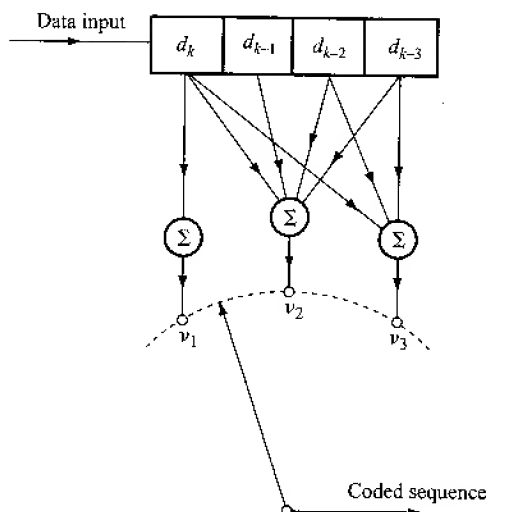 Data input
d_k d_{k-1} d_{k-2} d_{k-3}
Σ Σ Σ
v_1 v_2 v_3
Coded sequence